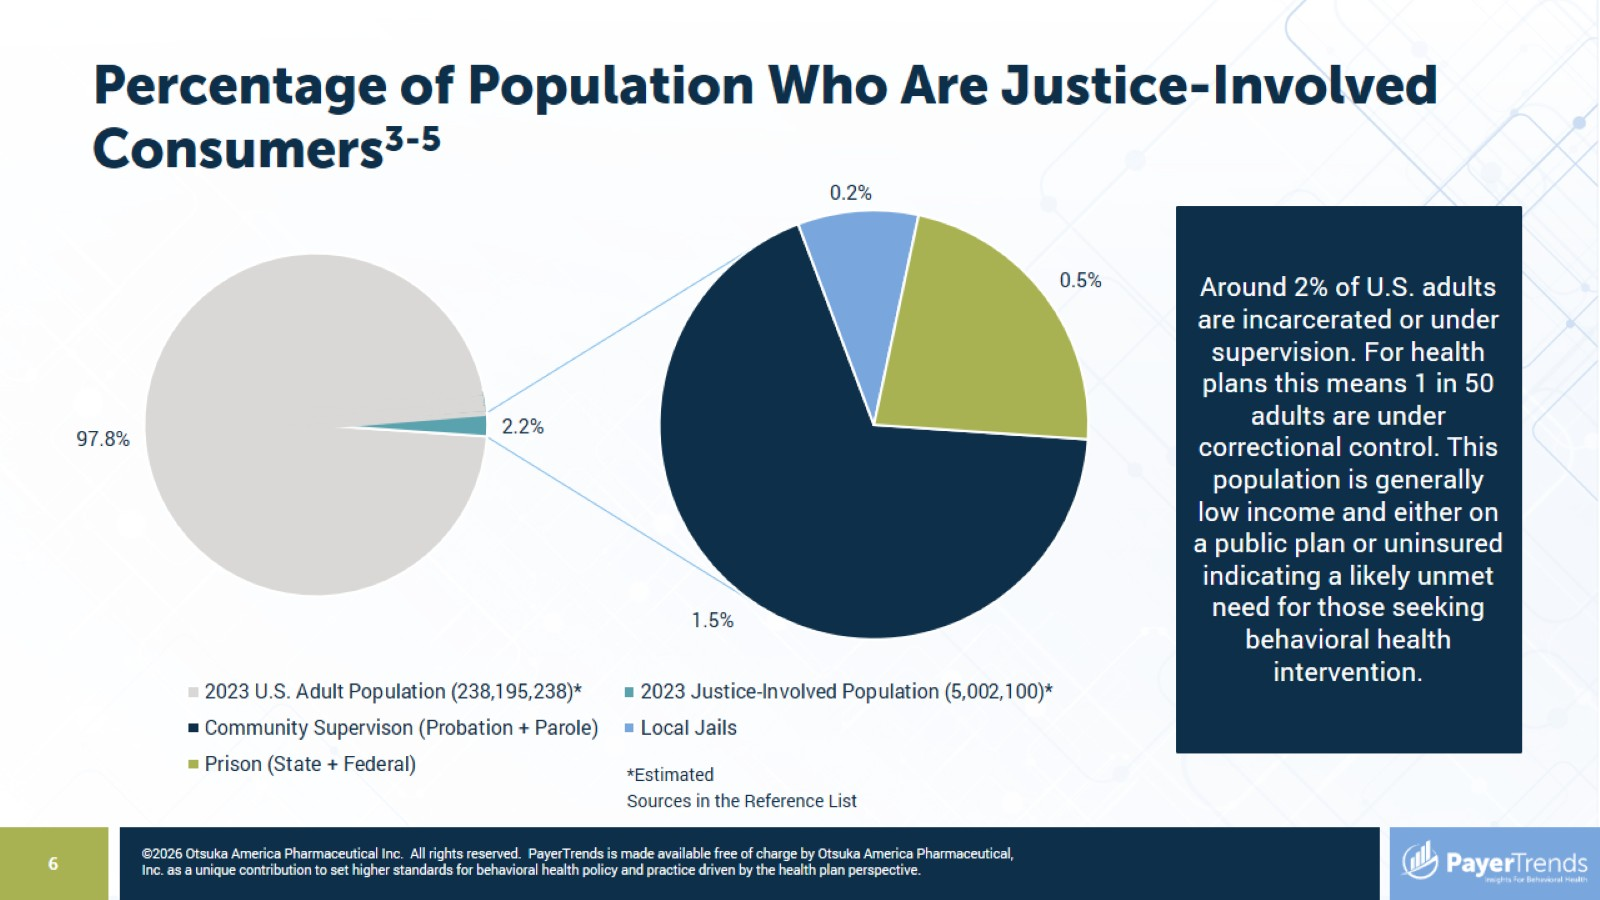 Percentage of Population Who Are Justice-Involved
Consumers3-5
0.2%
0.5%
97.8%
2.2%
1.5%
2023 U.S. Adult Population (238,195,238)*
2023 Justice-Involved Population (5,002,100)*
Community Supervison (Probation + Parole)
Local Jails
Prison (State + Federal)
*Estimated
Sources in the Reference List
Around 2% of U.S. adults
are incarcerated or under
supervision. For health
plans this means 1 in 50
adults are under
correctional control. This
population is generally
low income and either on
a public plan or uninsured
indicating a likely unmet
need for those seeking
behavioral health
intervention.
6
©2026 Otsuka America Pharmaceutical Inc.  All rights reserved.  PayerTrends is made available free of charge by Otsuka America Pharmaceutical,
Inc. as a unique contribution to set higher standards for behavioral health policy and practice driven by the health plan perspective.
PayerTrends
Insights For Behavioral Health